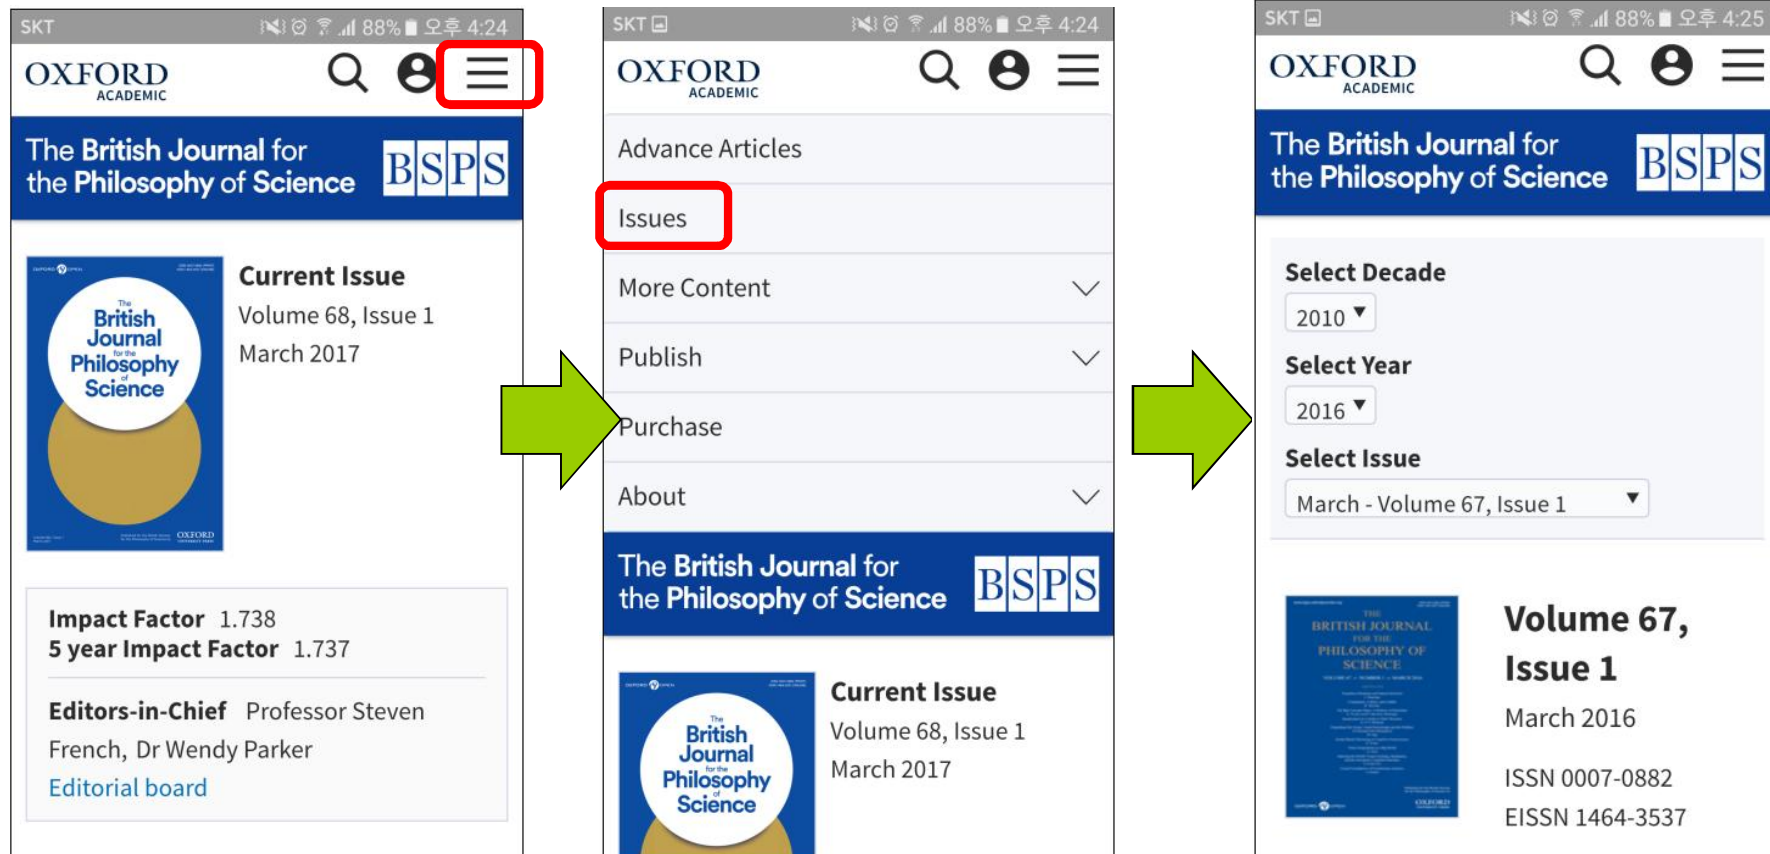 SKT 88% 오후 4:24
OXFORD
ACADEMIC
The British Journal for
the Philosophy of Science
BSPS
The
British
Journal
for the
Philosophy
of
Science
OXFORD
Current Issue
Volume 68, Issue 1
March 2017
Impact Factor 1.738
5 year Impact Factor 1.737
Editors-in-Chief Professor Steven
French, Dr Wendy Parker
Editorial board
SKT 88% 오후 4:24
OXFORD
ACADEMIC
Advance Articles
Issues
More Content
Publish
Purchase
About
The British Journal for
the Philosophy of Science
BSPS
The
British
Journal
for the
Philosophy
of
Science
Current Issue
Volume 68, Issue 1
March 2017
SKT 88% 오후 4:25
OXFORD
ACADEMIC
The British Journal for
the Philosophy of Science
BSPS
Select Decade
2010
Select Year
2016
Select Issue
March - Volume 67, Issue 1
THE
BRITISH JOURNAL
FOR THE
PHILOSOPHY OF
SCIENCE
OXFORD
Volume 67,
Issue 1
March 2016
ISSN 0007-0882
EISSN 1464-3537